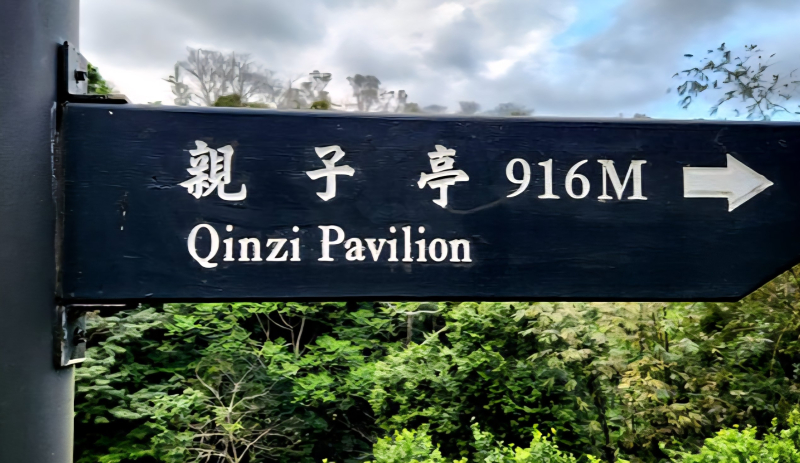 親子亭 916M
Qinzi Pavilion